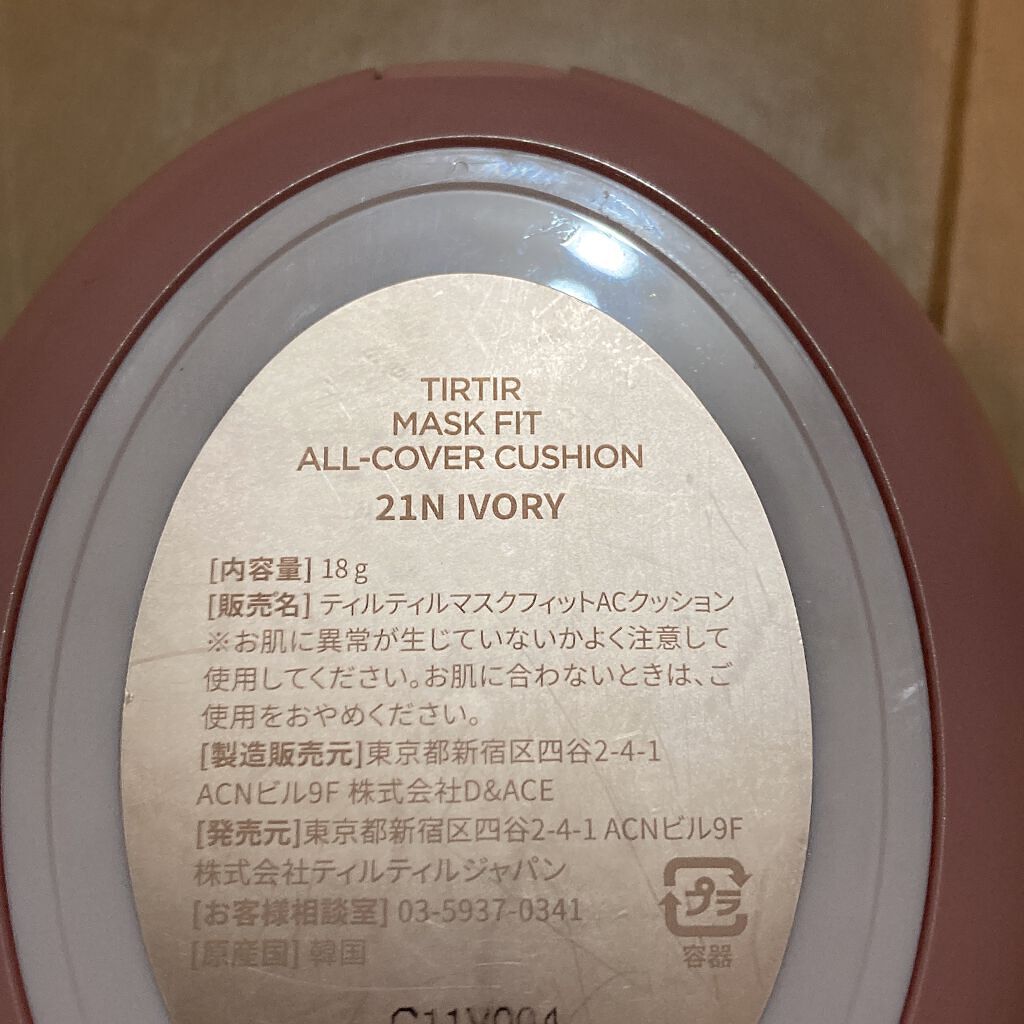 TIRTIR
MASK FIT
ALL-COVER CUSHION
21N IVORY
[内容量] 18 g
[販売名] ティルティルマスクフィットACクッション
※お肌に異常が生じていないかよく注意して
使用してください。お肌に合わないときは、ご
使用をおやめください。
[製造販売元]東京都新宿区四谷2-4-1
ACNビル9F 株式会社D&ACE
[発売元]東京都新宿区四谷2-4-1 ACNビル9F
株式会社ティルティルジャパン
[お客様相談室] 03-5937-0341
[原産国] 韓国
プラ
容器